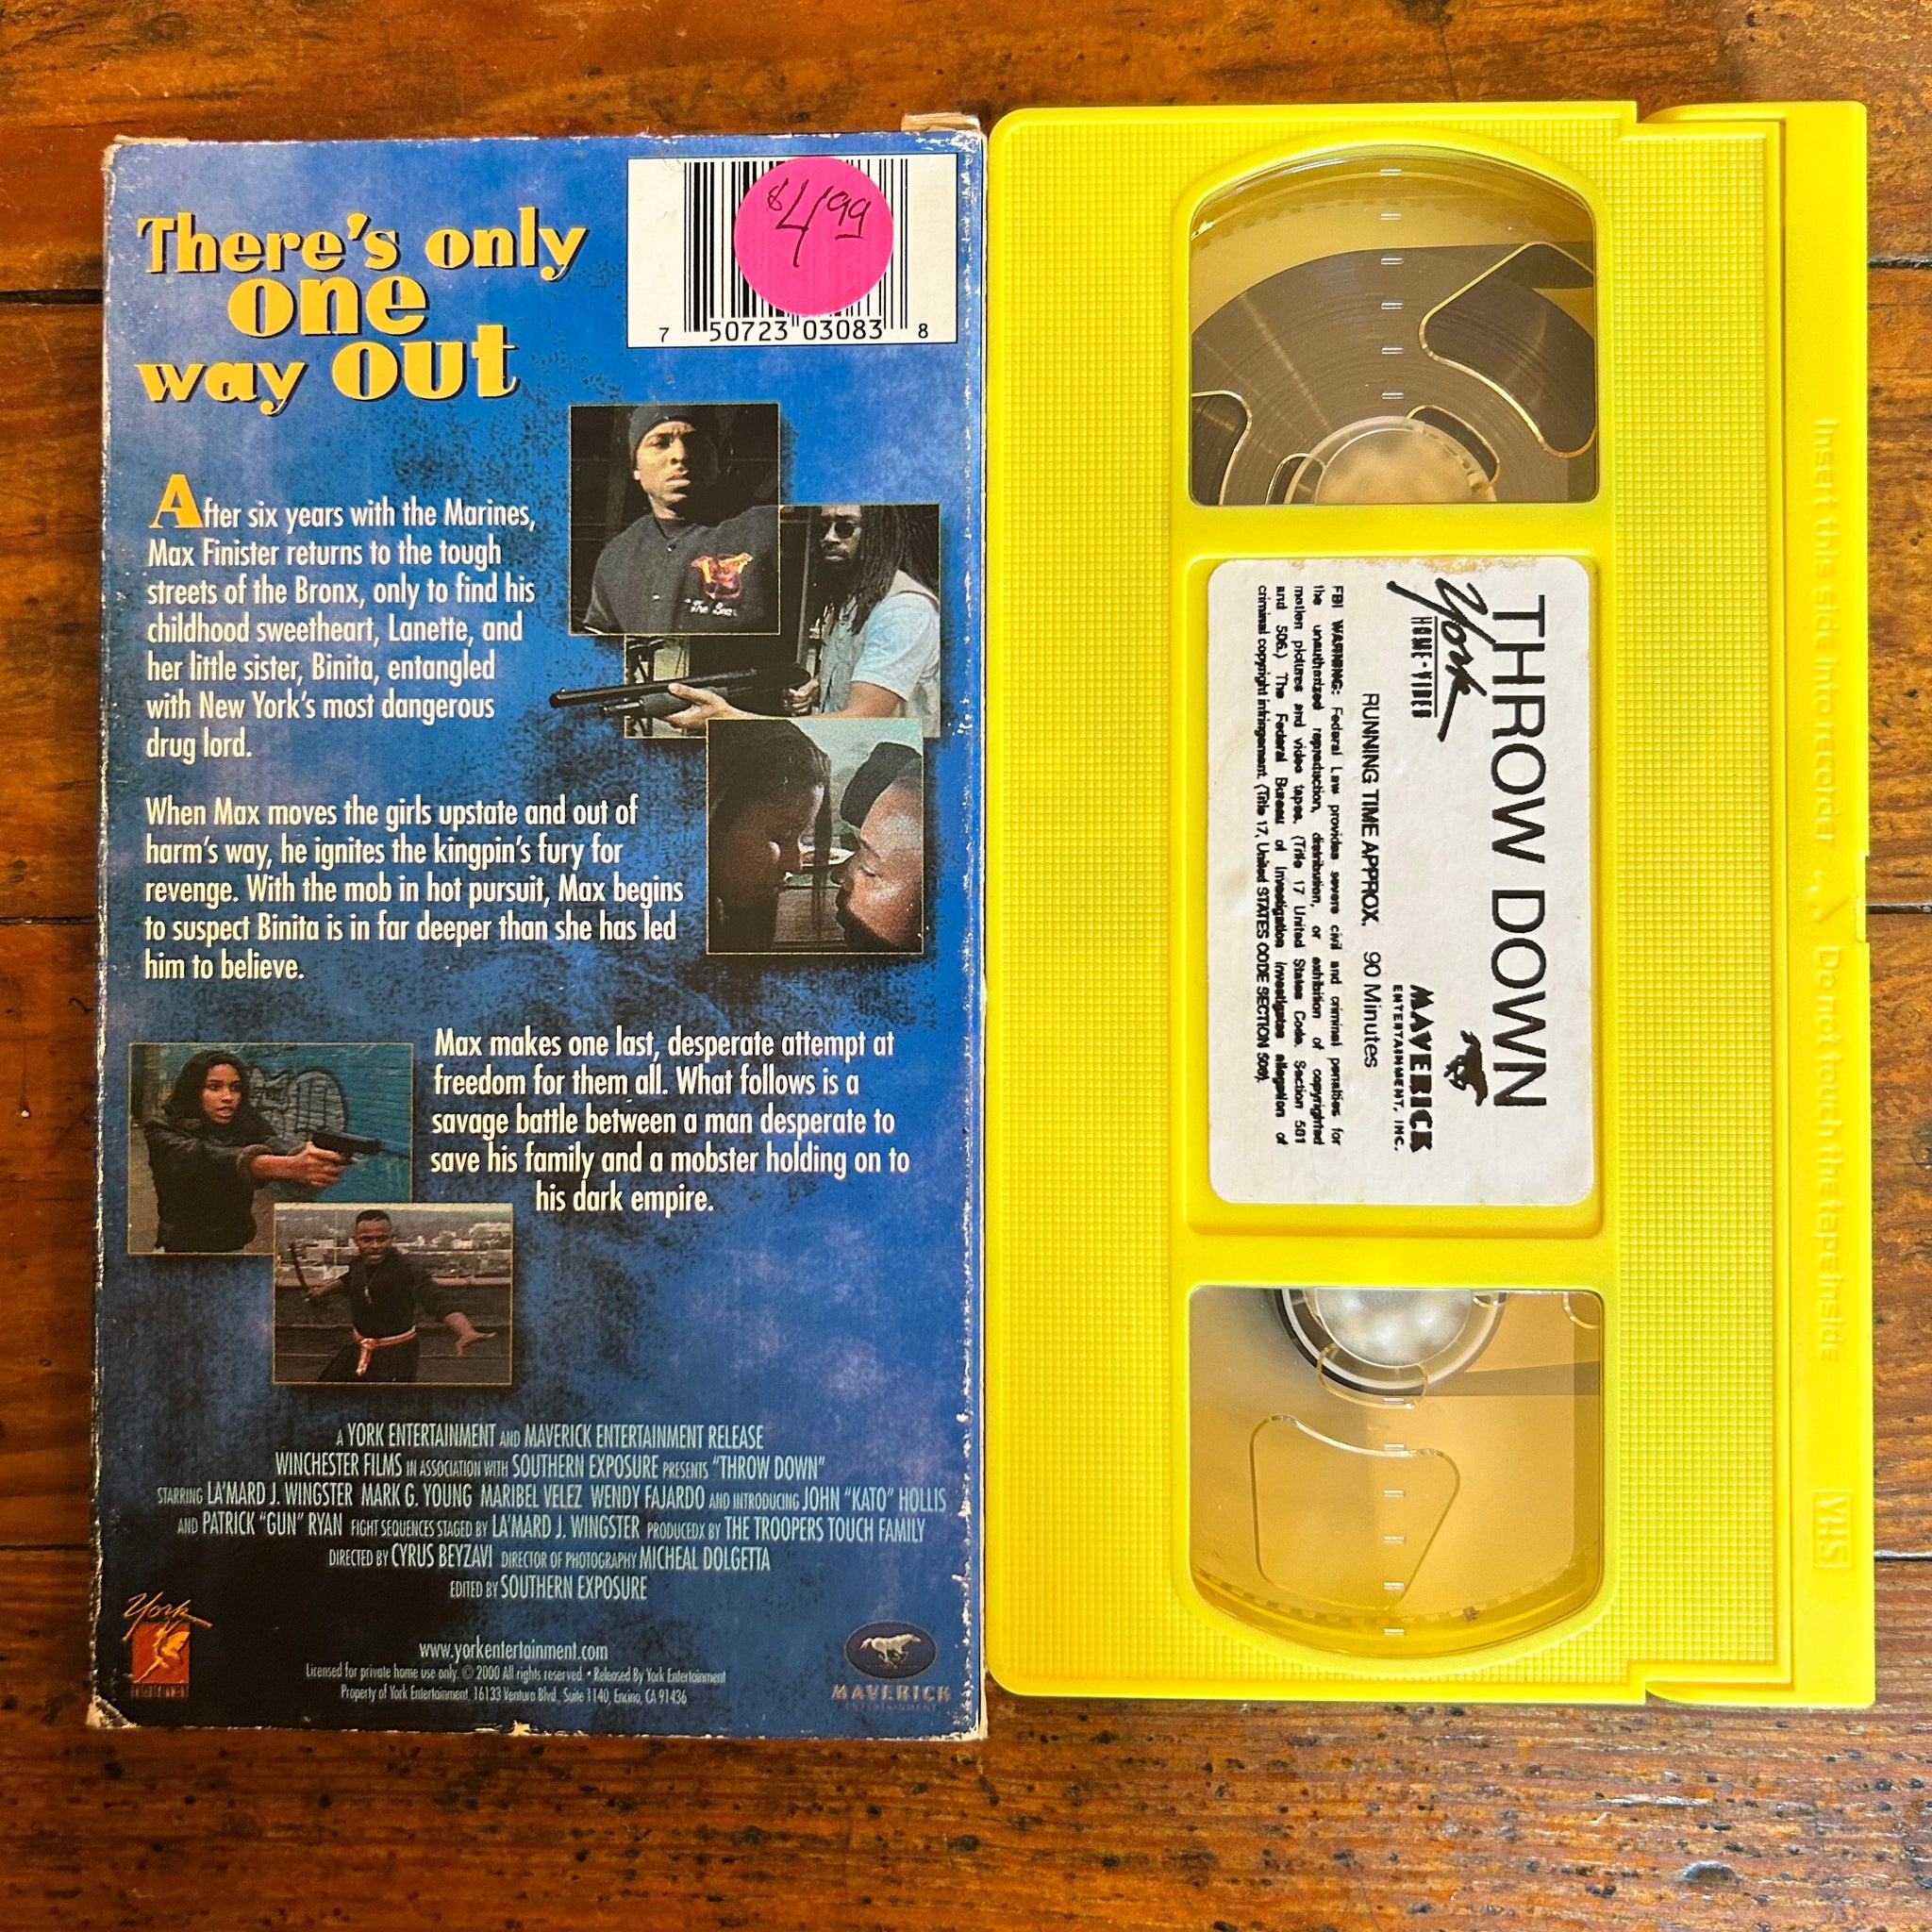 There's only
one
way out
$4.99
7 50723 03083 8
After six years with the Marines,
Max Finister returns to the tough
streets of the Bronx, only to find his
childhood sweetheart, Lanette, and
her little sister, Binita, entangled
with New York's most dangerous
drug lord.
When Max moves the girls upstate and out of
harm's way, he ignites the kingpin's fury for
revenge. With the mob in hot pursuit, Max begins
to suspect Binita is in far deeper than she has led
him to believe.
Max makes one last, desperate attempt at
freedom for them all. What follows is a
savage battle between a man desperate to
save his family and a mobster holding on to
his dark empire.
A YORK ENTERTAINMENT AND MAVERICK ENTERTAINMENT RELEASE
WINCHESTER FILMS IN ASSOCIATION WITH SOUTHERN EXPOSURE PRESENTS "THROW DOWN"
STARRING LA'MARD J. WINGSTER MARK G. YOUNG MARIBEL VELEZ WENDY FAJARDO AND INTRODUCING JOHN "KATO" HOLLIS
AND PATRICK "GUN" RYAN FIGHT SEQUENCES STAGED BY LA'MARD J. WINGSTER PRODUCEDX BY THE TROOPERS TOUCH FAMILY
DIRECTED BY CYRUS BEYZAVI DIRECTOR OF PHOTOGRAPHY MICHEAL DOLGETTA
EDITED BY SOUTHERN EXPOSURE
York
www.yorkentertainment.com
Licensed for private home use only. © 2000 All rights reserved. • Released By York Entertainment
Property of York Entertainment, 16133 Ventura Blvd., Suite 1140, Encino, CA 91436
MAVERICK
ENTERTAINMENT
THROW DOWN
York
HOME-VIDEO
MAVERICK
ENTERTAINMENT, INC.
RUNNING TIME APPROX. 90 Minutes
FBI WARNING: Federal Law provides severe civil and criminal penalties for
the unauthorized reproduction, distribution, or exhibition of copyrighted
motion pictures and video tapes. (Title 17 United States Code. Section 501
and 506.) The Federal Bureau of Investigation investigates allegation of
criminal copyright infringement. (Title 17, United STATES CODE SECTION 506).
Insert this side into recorder Do not touch the tape inside
VHS